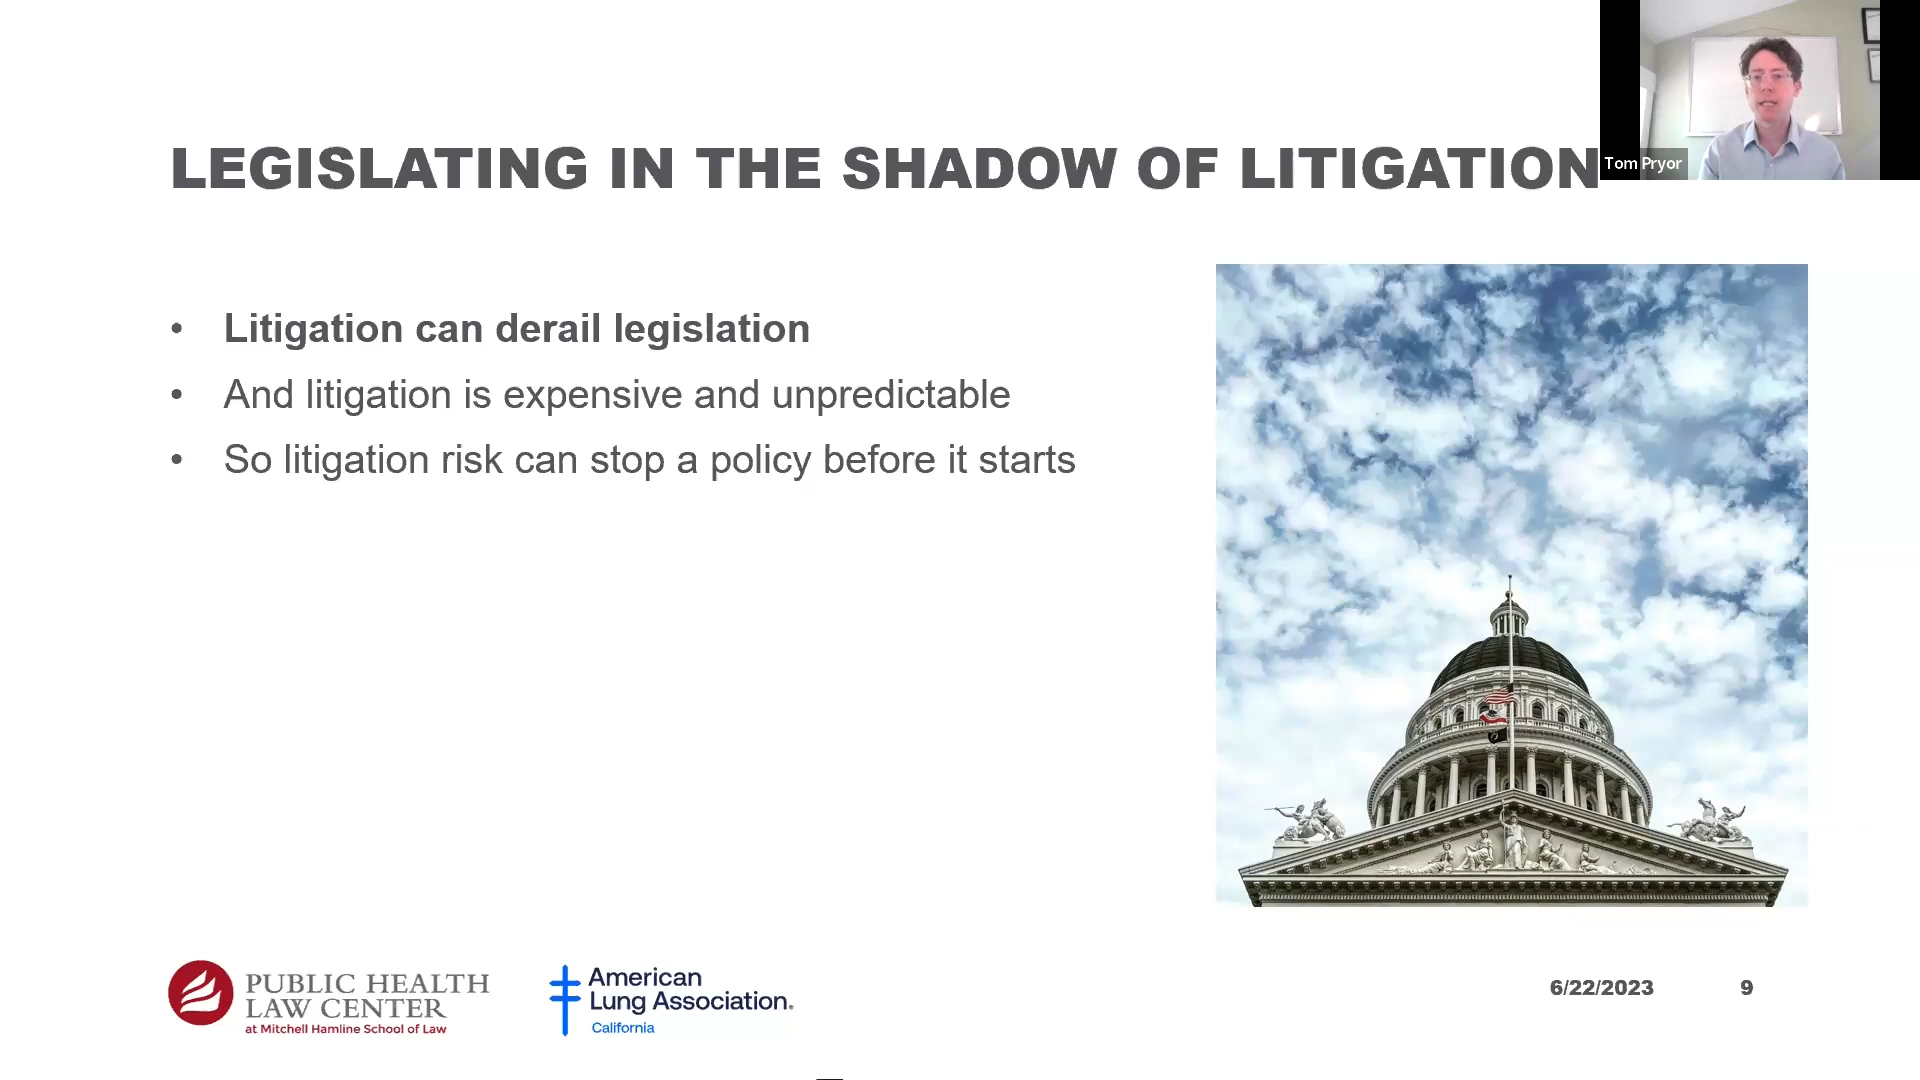 LEGISLATING IN THE SHADOW OF LITIGATION
Tom Pryor
• Litigation can derail legislation
• And litigation is expensive and unpredictable
• So litigation risk can stop a policy before it starts
PUBLIC HEALTH
LAW CENTER
at Mitchell Hamline School of Law
American
Lung Association.
California
6/22/2023
9